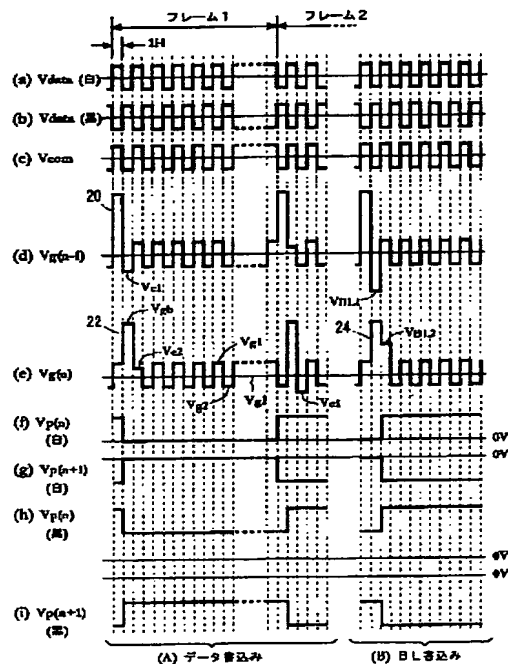 フレーム1
フレーム2
1H
(a) Vdata (白)
(b) Vdata (黒)
(c) Vcom
20
(d) Vg(n-1)
Vc1
VBL1
22
Vgb
Vc2
Vg1
24
VBL2
(e) Vg(n)
Vg2
Vg1
Vc1
(f) Vp(n)
(白)
0V
(g) Vp(n+1)
(白)
0V
(h) Vp(n)
(黒)
0V
0V
(i) Vp(n+1)
(黒)
(A) データ書込み
(B) BL書込み